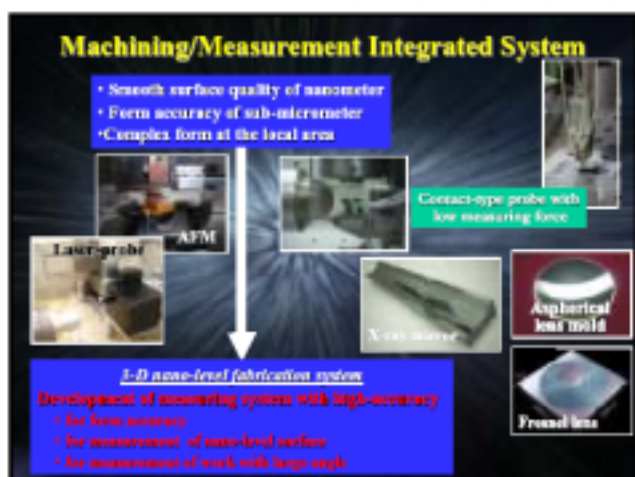 Machining/Measurement Integrated System
• Smooth surface quality of nanometer
• Form accuracy of sub-micrometer
•Complex form at the local area
AFM
Laser-probe
Contact-type probe with
low measuring force
X-ray mirror
Aspherical
lens mold
Fresnel lens
3-D nano-level fabrication system
Development of measuring system with high-accuracy
• for form accuracy
• for measurement of nano-level surface
• for measurement of work with large angle